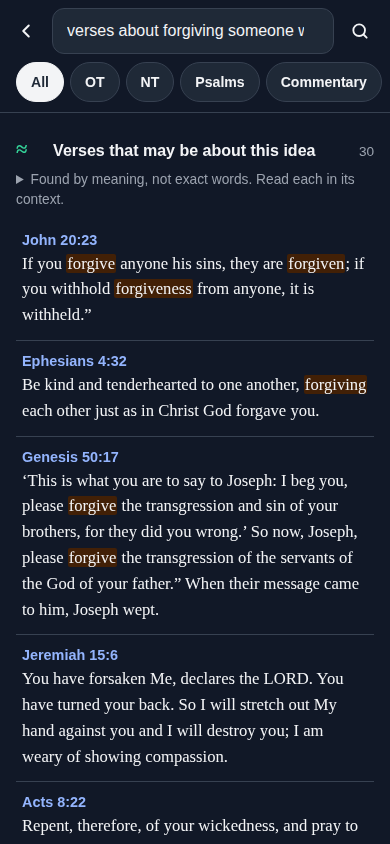 verses about forgiving someone w
All
OT
NT
Psalms
Commentary
≈ Verses that may be about this idea 30
▶ Found by meaning, not exact words. Read each in its
context.
John 20:23
If you forgive anyone his sins, they are forgiven; if
you withhold forgiveness from anyone, it is
withheld.”
Ephesians 4:32
Be kind and tenderhearted to one another, forgiving
each other just as in Christ God forgave you.
Genesis 50:17
‘This is what you are to say to Joseph: I beg you,
please forgive the transgression and sin of your
brothers, for they did you wrong.’ So now, Joseph,
please forgive the transgression of the servants of
the God of your father.” When their message came
to him, Joseph wept.
Jeremiah 15:6
You have forsaken Me, declares the LORD. You
have turned your back. So I will stretch out My
hand against you and I will destroy you; I am
weary of showing compassion.
Acts 8:22
Repent, therefore, of your wickedness, and pray to